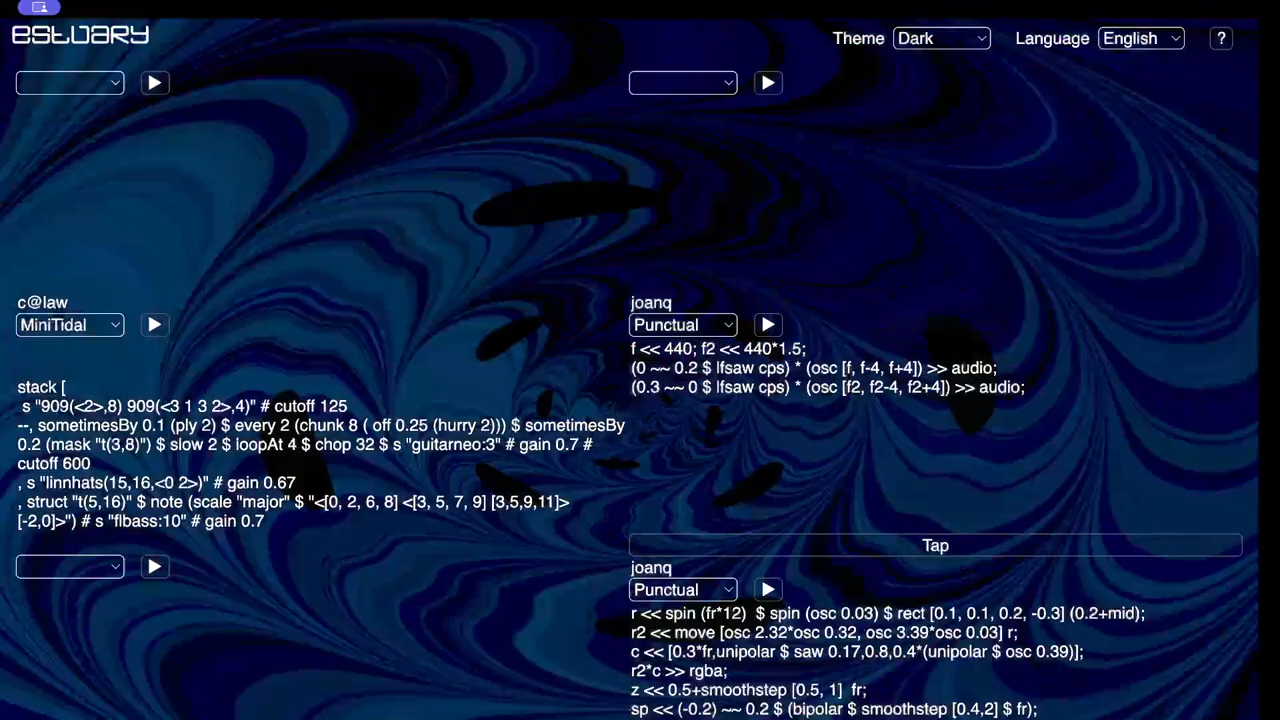 estuary
Theme Dark Language English ?
c@law
MiniTidal
stack [
s "909(<2>,8) 909(<3 1 3 2>,4)" # cutoff 125
--, sometimesBy 0.1 (ply 2) $ every 2 (chunk 8 ( off 0.25 (hurry 2))) $ sometimesBy
0.2 (mask "t(3,8)") $ slow 2 $ loopAt 4 $ chop 32 $ s "guitarneo:3" # gain 0.7 #
cutoff 600
, s "linnhats(15,16,<0 2>)" # gain 0.67
, struct "t(5,16)" $ note (scale "major" $ "<[0, 2, 6, 8] <[3, 5, 7, 9] [3,5,9,11]>
[-2,0]>") # s "flbass:10" # gain 0.7
joanq
Punctual
f << 440; f2 << 440*1.5;
(0 ~~ 0.2 $ lfsaw cps) * (osc [f, f-4, f+4]) >> audio;
(0.3 ~~ 0 $ lfsaw cps) * (osc [f2, f2-4, f2+4]) >> audio;
Tap
joanq
Punctual
r << spin (fr*12) $ spin (osc 0.03) $ rect [0.1, 0.1, 0.2, -0.3] (0.2+mid);
r2 << move [osc 2.32*osc 0.32, osc 3.39*osc 0.03] r;
c << [0.3*fr,unipolar $ saw 0.17,0.8,0.4*(unipolar $ osc 0.39)];
r2*c >> rgba;
z << 0.5+smoothstep [0.5, 1] fr;
sp << (-0.2) ~~ 0.2 $ (bipolar $ smoothstep [0.4,2] $ fr);